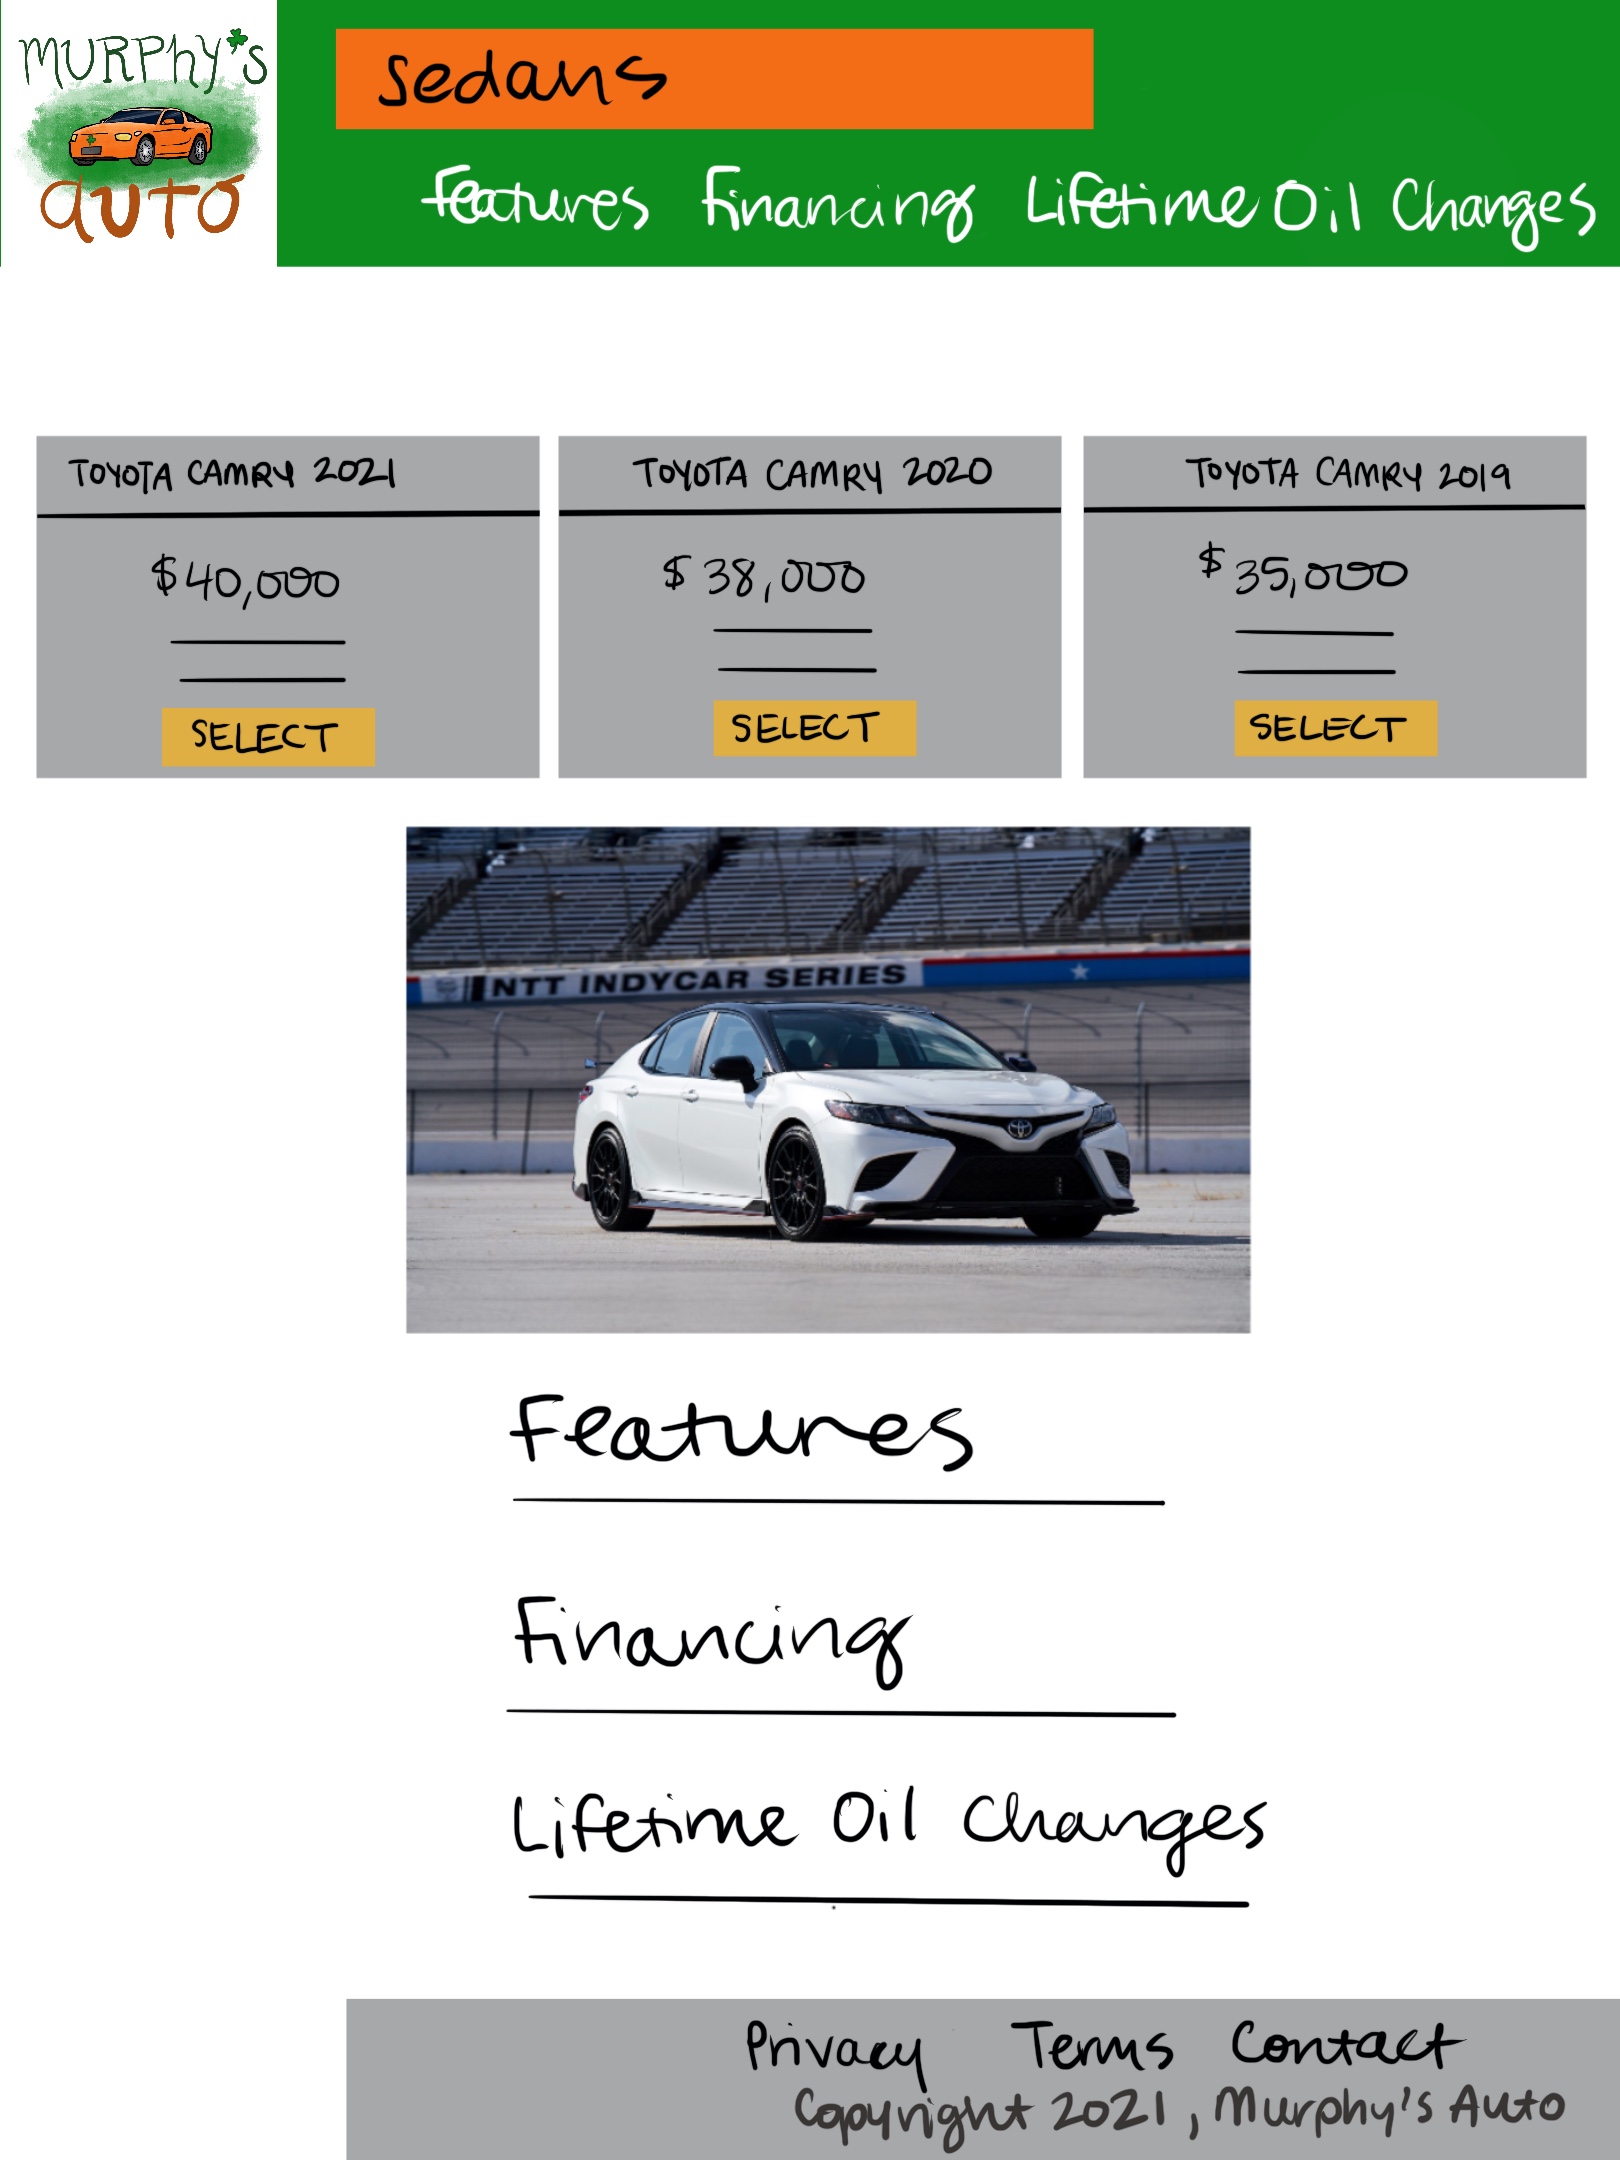 MURPhY's
auto
Sedans
Features Financing Lifetime Oil Changes
TOYOTA CAMRY 2021
$40,000
SELECT
TOYOTA CAMRY 2020
$ 38,000
SELECT
TOYOTA CAMRY 2019
$ 35,000
SELECT
NTT INDYCAR SERIES
Features
Financing
Lifetime Oil Changes
Privacy Terms Contact
Copyright 2021, Murphy's Auto